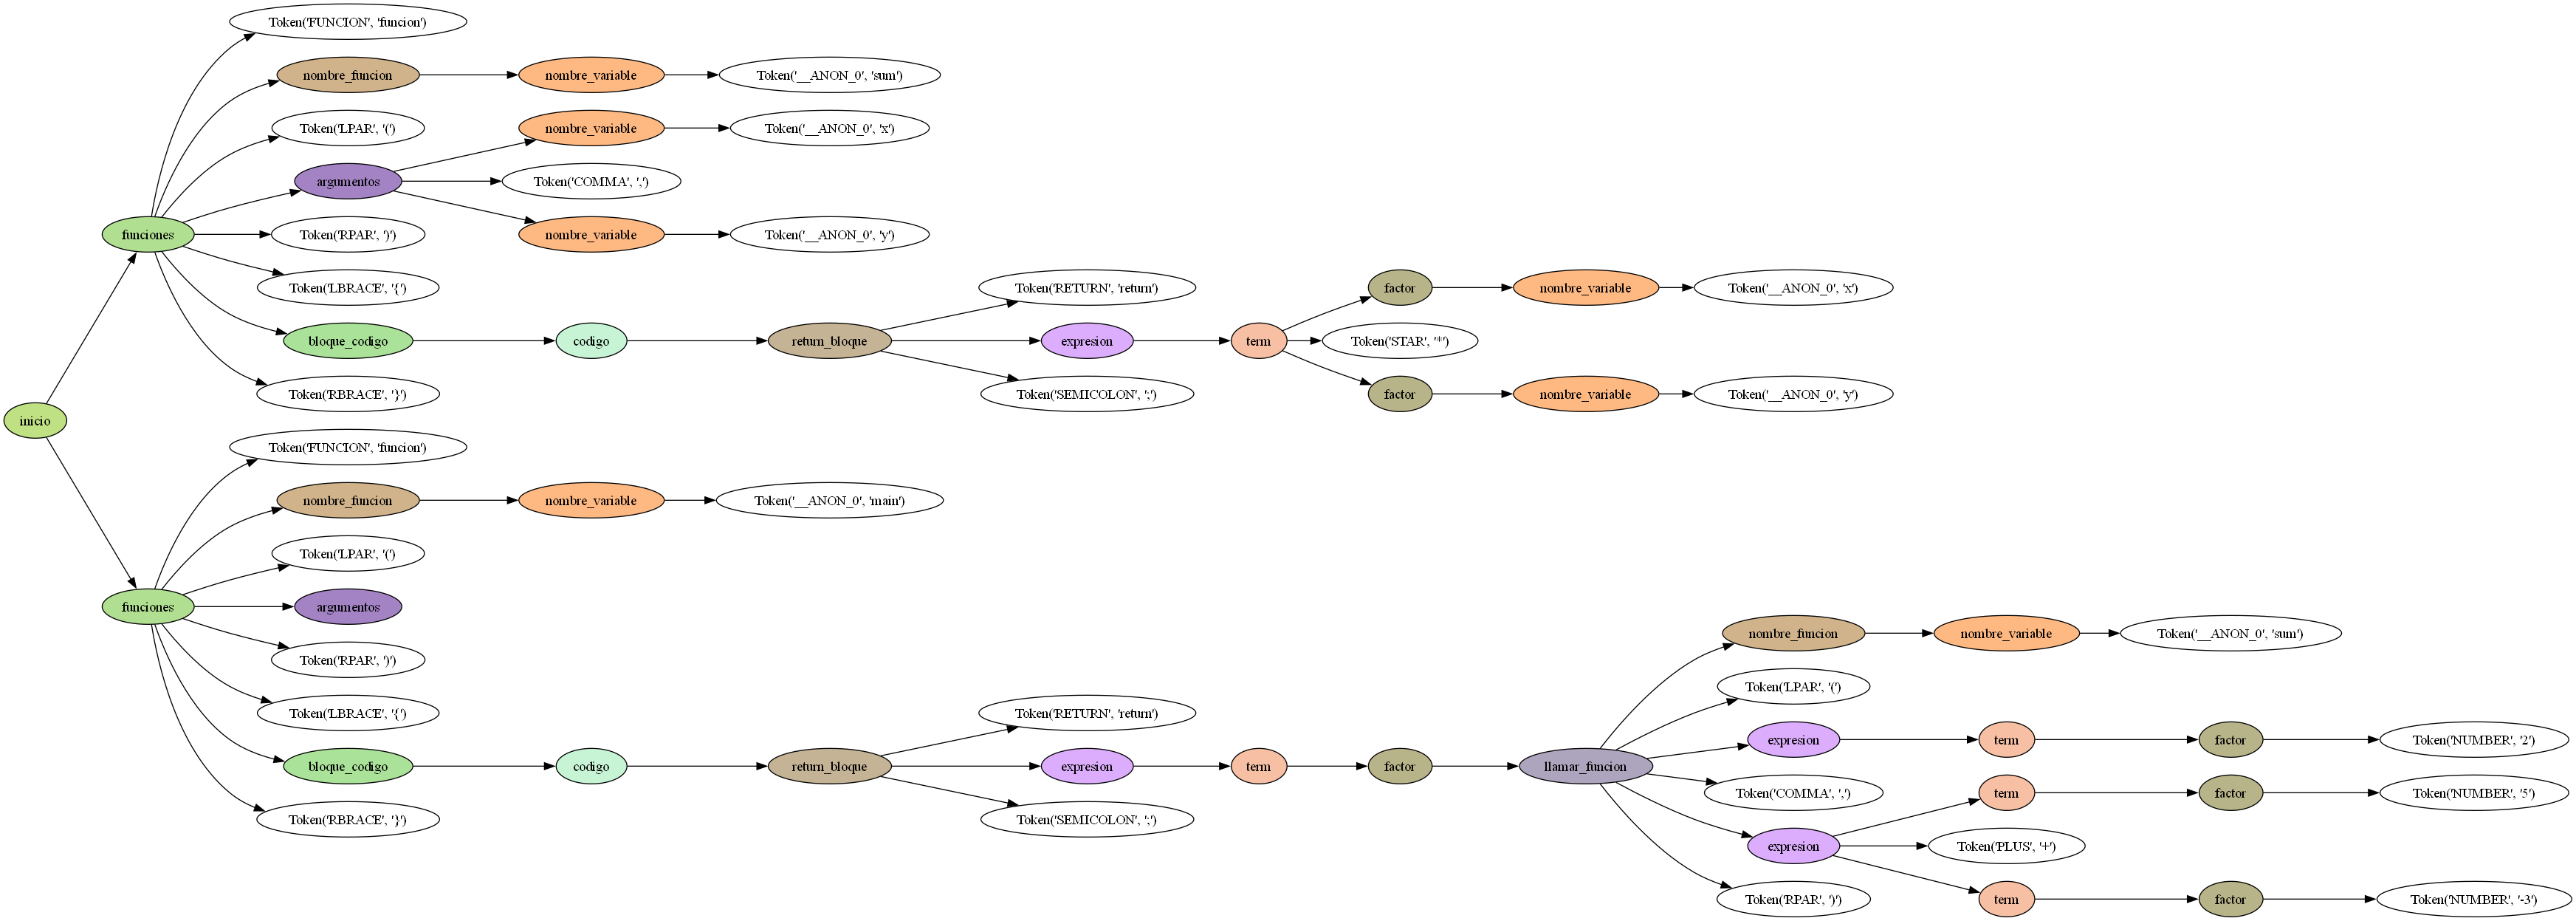 Token('FUNCION', 'funcion')
nombre_funcion
nombre_variable
Token('__ANON_0', 'sum')
Token('LPAR', '(')
nombre_variable
Token('__ANON_0', 'x')
argumentos
Token('COMMA', ',')
funciones
Token('RPAR', ')')
nombre_variable
Token('__ANON_0', 'y')
Token('LBRACE', '{')
Token('RETURN', 'return')
factor
nombre_variable
Token('__ANON_0', 'x')
bloque_codigo
codigo
return_bloque
expresion
term
Token('STAR', '*')
Token('RBRACE', '}')
Token('SEMICOLON', ';')
factor
nombre_variable
Token('__ANON_0', 'y')
inicio
Token('FUNCION', 'funcion')
nombre_funcion
nombre_variable
Token('__ANON_0', 'main')
Token('LPAR', '(')
funciones
argumentos
nombre_funcion
nombre_variable
Token('__ANON_0', 'sum')
Token('RPAR', ')')
Token('LPAR', '(')
Token('LBRACE', '{')
Token('RETURN', 'return')
expresion
term
factor
Token('NUMBER', '2')
bloque_codigo
codigo
return_bloque
expresion
term
factor
llamar_funcion
Token('COMMA', ',')
term
factor
Token('NUMBER', '5')
Token('RBRACE', '}')
Token('SEMICOLON', ';')
expresion
Token('PLUS', '+')
Token('RPAR', ')')
term
factor
Token('NUMBER', '-3')